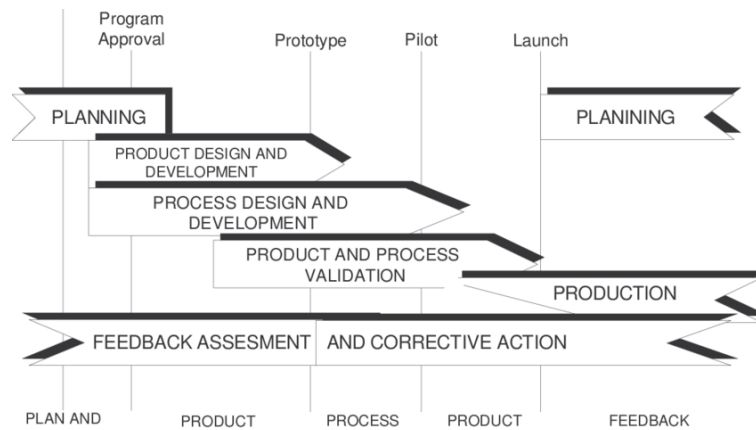 Program
Approval
Prototype
Pilot
Launch
PLANNING
PLANINING
PRODUCT DESIGN AND
DEVELOPMENT
PROCESS DESIGN AND
DEVELOPMENT
PRODUCT AND PROCESS
VALIDATION
PRODUCTION
FEEDBACK ASSESMENT AND CORRECTIVE ACTION
PLAN AND
PRODUCT
PROCESS
PRODUCT
FEEDBACK